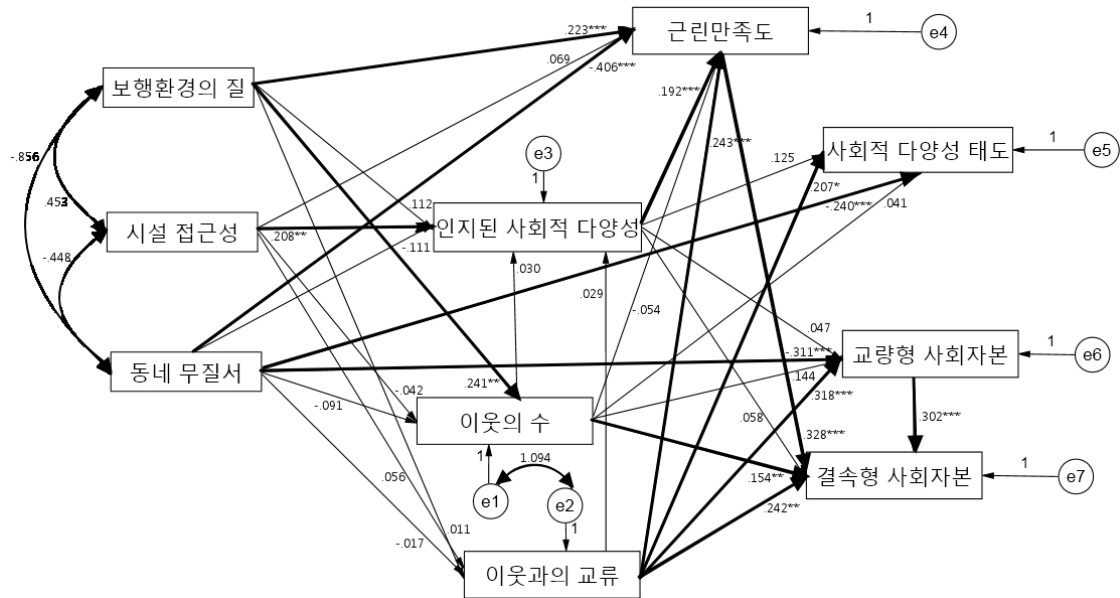 1
e4
근린만족도
.223***
.069
-.406***
보행환경의 질
.192***
e3
1
.243***
.125
사회적 다양성 태도
1
e5
.207*
-.240***
.041
.453
.112
인지된 사회적 다양성
시설 접근성
.208**
-.111
-.448
.030
.029
-.054
.047
동네 무질서
-.311***
교량형 사회자본
1
e6
-.042
.241**
.144
-.091
.318***
이웃의 수
.058
.302***
.328***
1
1.094
.154**
결속형 사회자본
1
e7
.056
e1
e2
.242**
.011
1
-.017
이웃과의 교류